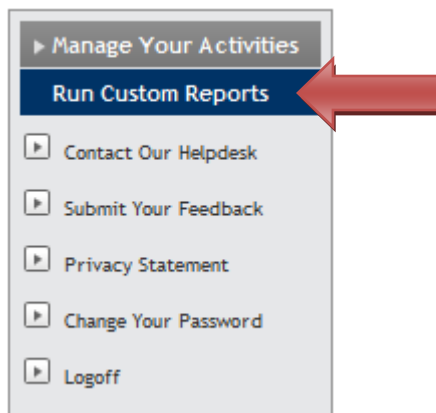 Manage Your Activities
Run Custom Reports
Contact Our Helpdesk
Submit Your Feedback
Privacy Statement
Change Your Password
Logoff